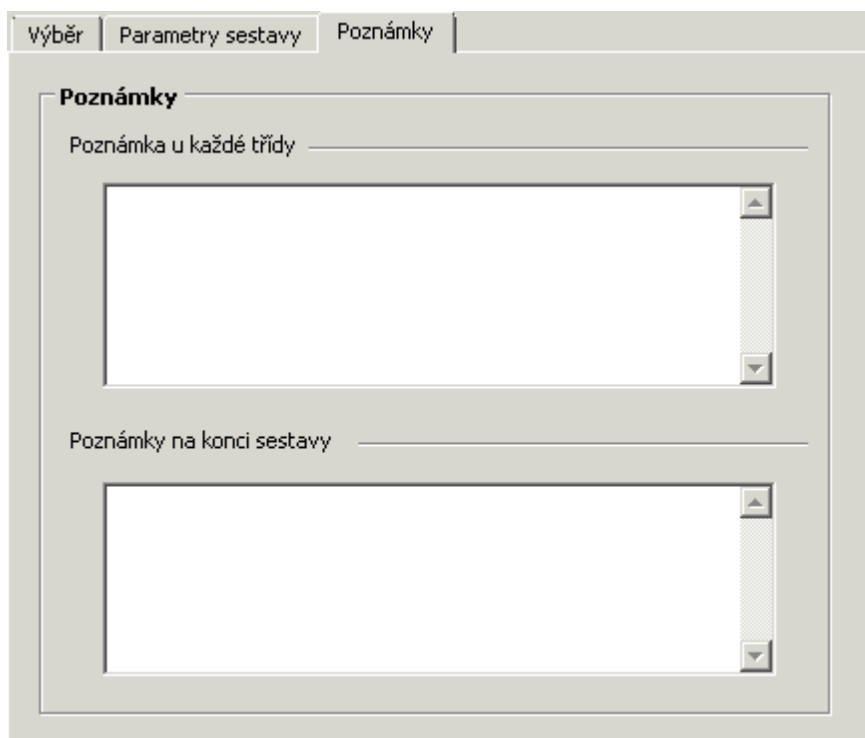 Výběr
Parametry sestavy
Poznámky
Poznámky
Poznámka u každé třídy
Poznámky na konci sestavy